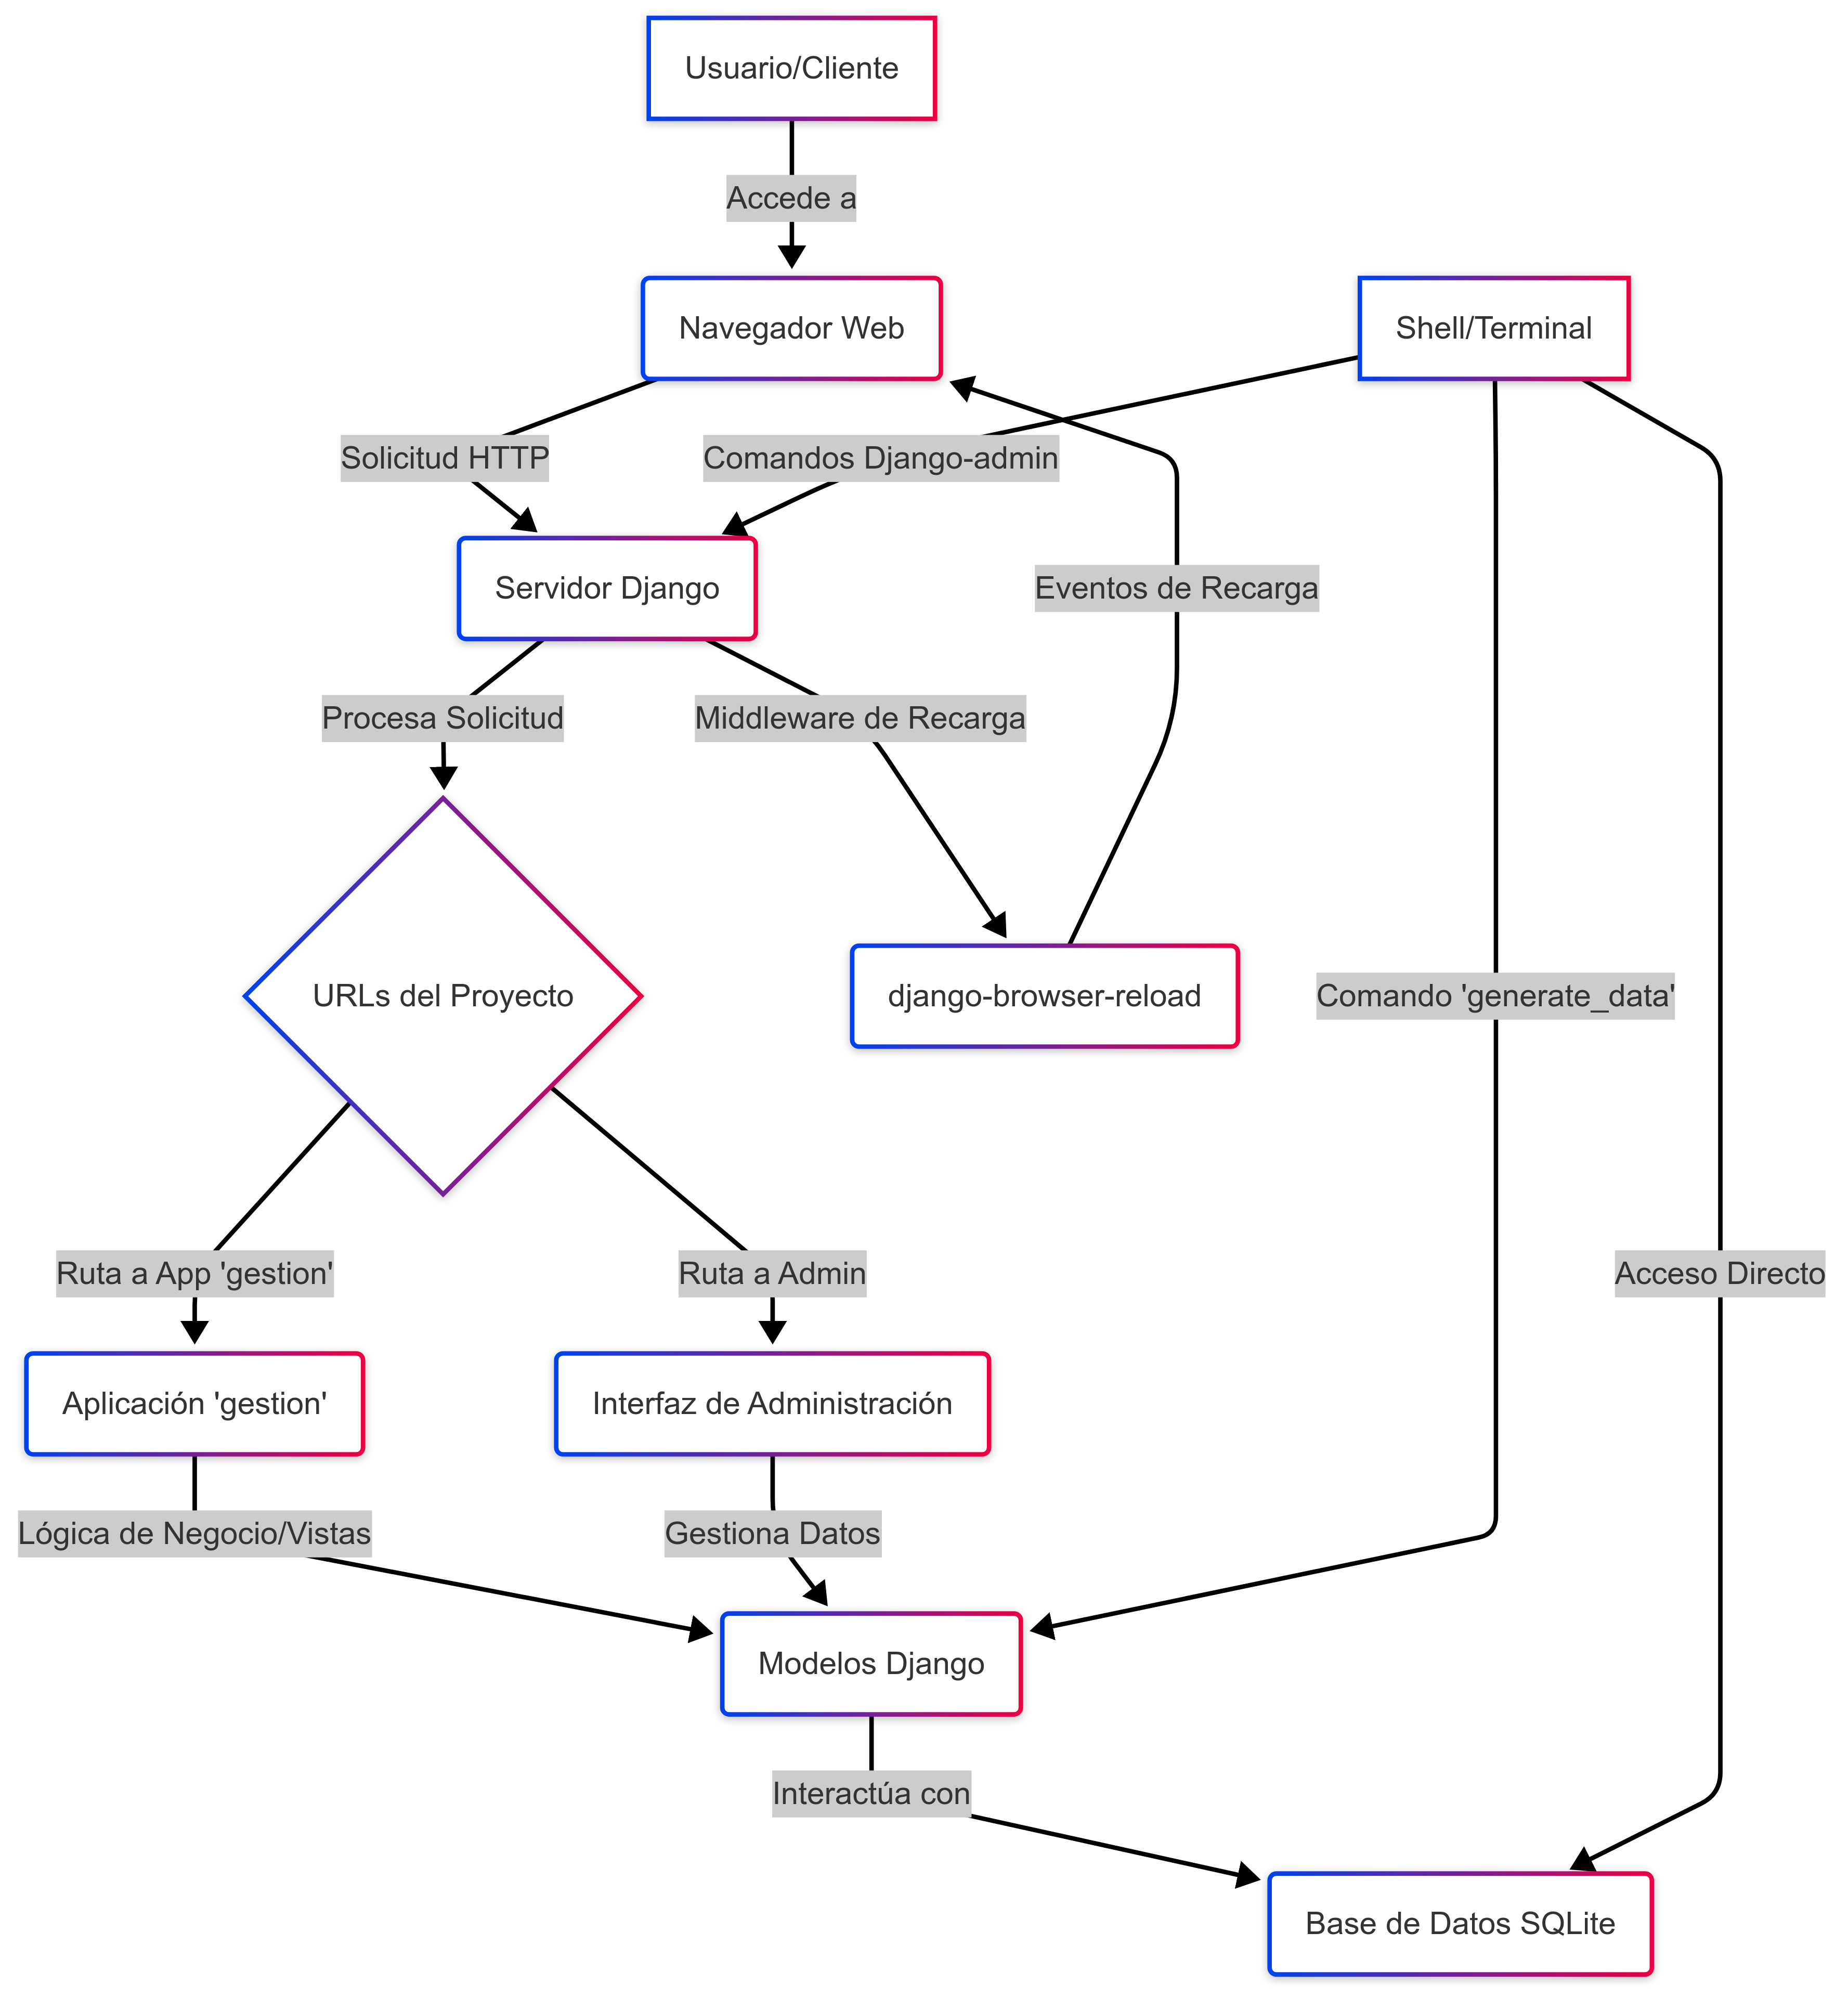 Usuario/Cliente
Accede a
Navegador Web
Shell/Terminal
Solicitud HTTP
Comandos Django-admin
Servidor Django
Eventos de Recarga
Procesa Solicitud
Middleware de Recarga
URLs del Proyecto
django-browser-reload
Comando 'generate_data'
Ruta a App 'gestion'
Ruta a Admin
Acceso Directo
Aplicación 'gestion'
Interfaz de Administración
Lógica de Negocio/Vistas
Gestiona Datos
Modelos Django
Interactúa con
Base de Datos SQLite